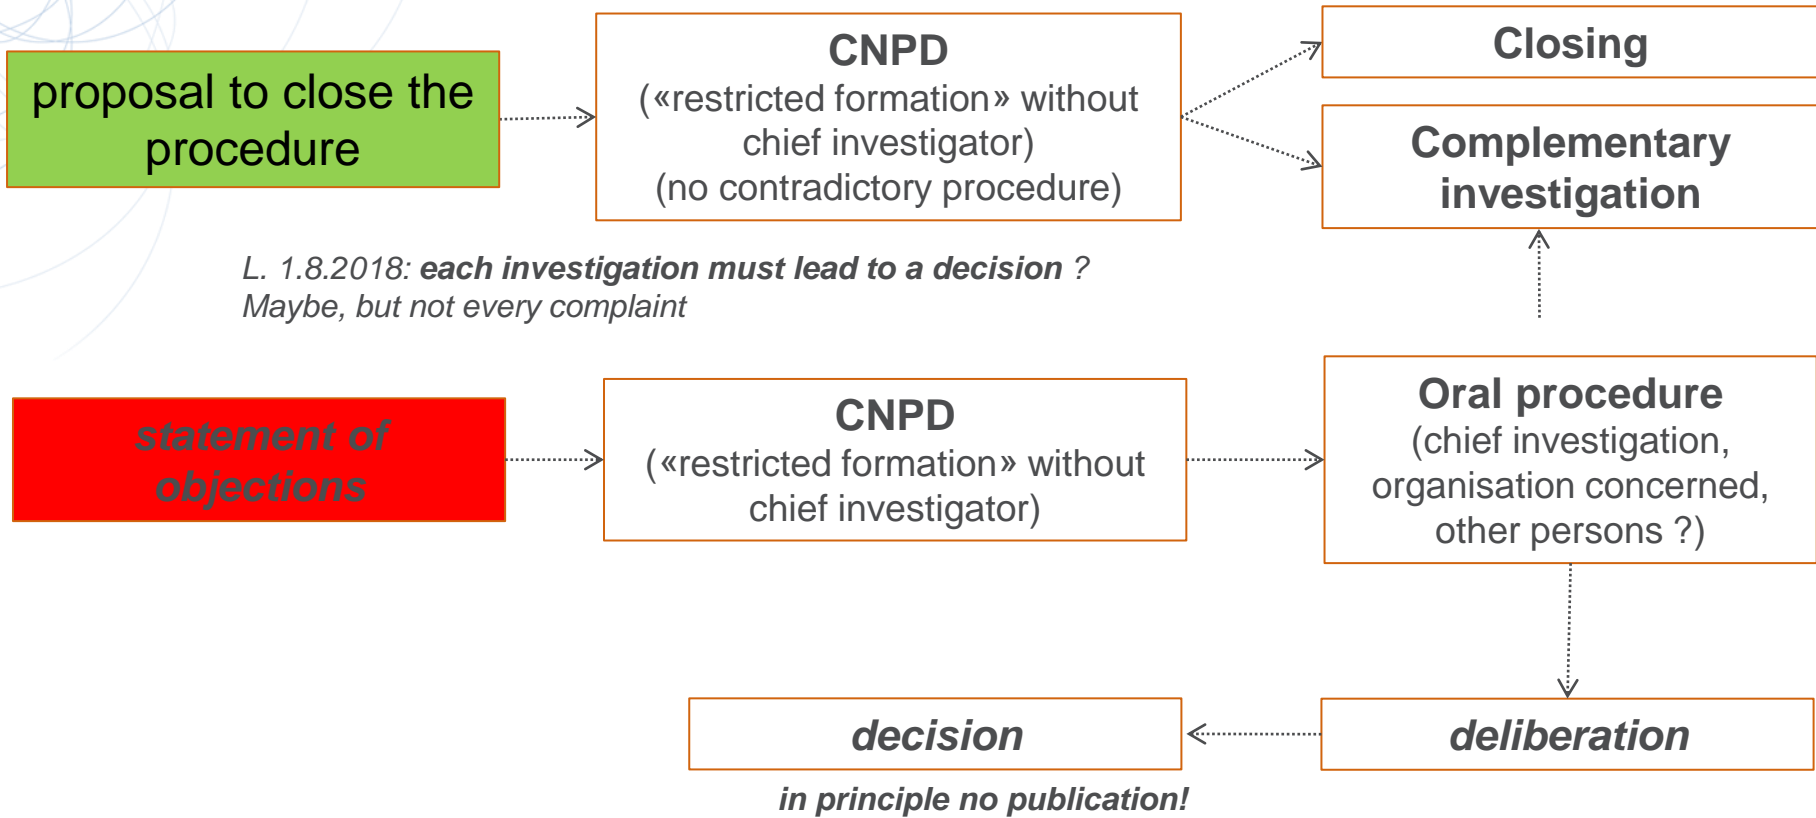 proposal to close the
procedure
CNPD
(«restricted formation» without
chief investigator)
(no contradictory procedure)
Closing
Complementary
investigation
L. 1.8.2018: each investigation must lead to a decision ?
Maybe, but not every complaint
statement of
objections
CNPD
(«restricted formation» without
chief investigator)
Oral procedure
(chief investigation,
organisation concerned,
other persons ?)
decision
deliberation
in principle no publication!